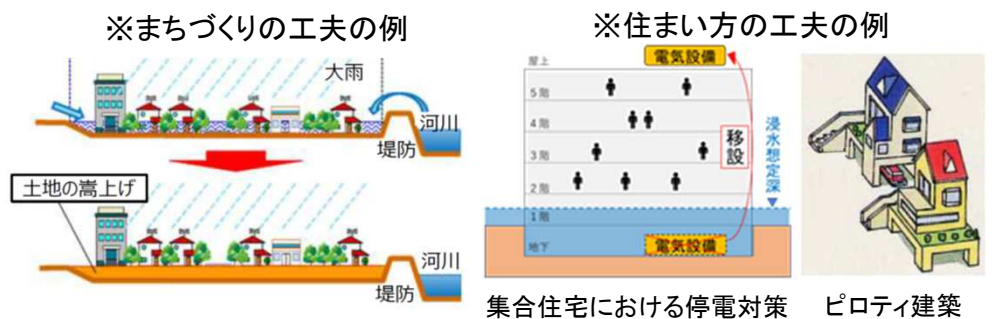 ※まちづくりの工夫の例
大雨
河川
堤防
土地の嵩上げ
河川
堤防
※住まい方の工夫の例
屋上
電気設備
5階
4階
3階
2階
1階
地下
移設
浸水想定深
電気設備
集合住宅における停電対策
ピロティ建築